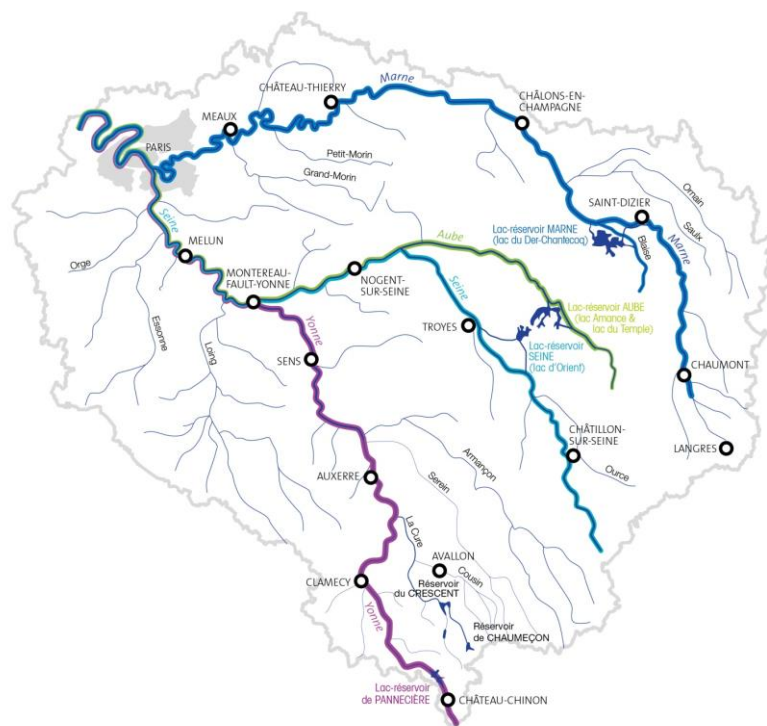 CHÂTEAU-THIERRY
Marne
CHÂLONS-EN-
CHAMPAGNE
MEAUX
PARIS
Petit-Morin
Grand-Morin
Ornain
Saulx
SAINT-DIZIER
Lac-réservoir MARNE
(lac du Der-Chantecoq)
Blaise
Marne
Seine
MELUN
Orge
Aube
MONTEREAU-
FAULT-YONNE
NOGENT-
SUR-SEINE
Seine
Lac-réservoir AUBE
(lac Amance &
lac du Temple)
Essonne
Loing
Yonne
SENS
TROYES
Lac-réservoir
SEINE
(lac d'Orient)
CHAUMONT
CHÂTILLON-
SUR-SEINE
LANGRES
Ource
AUXERRE
Serein
Armançon
La Cure
AVALLON
Cousin
Réservoir
du CRESCENT
CLAMECY
Yonne
Réservoir
de CHAUMEÇON
Lac-réservoir
de PANNECIÈRE
CHÂTEAU-CHINON